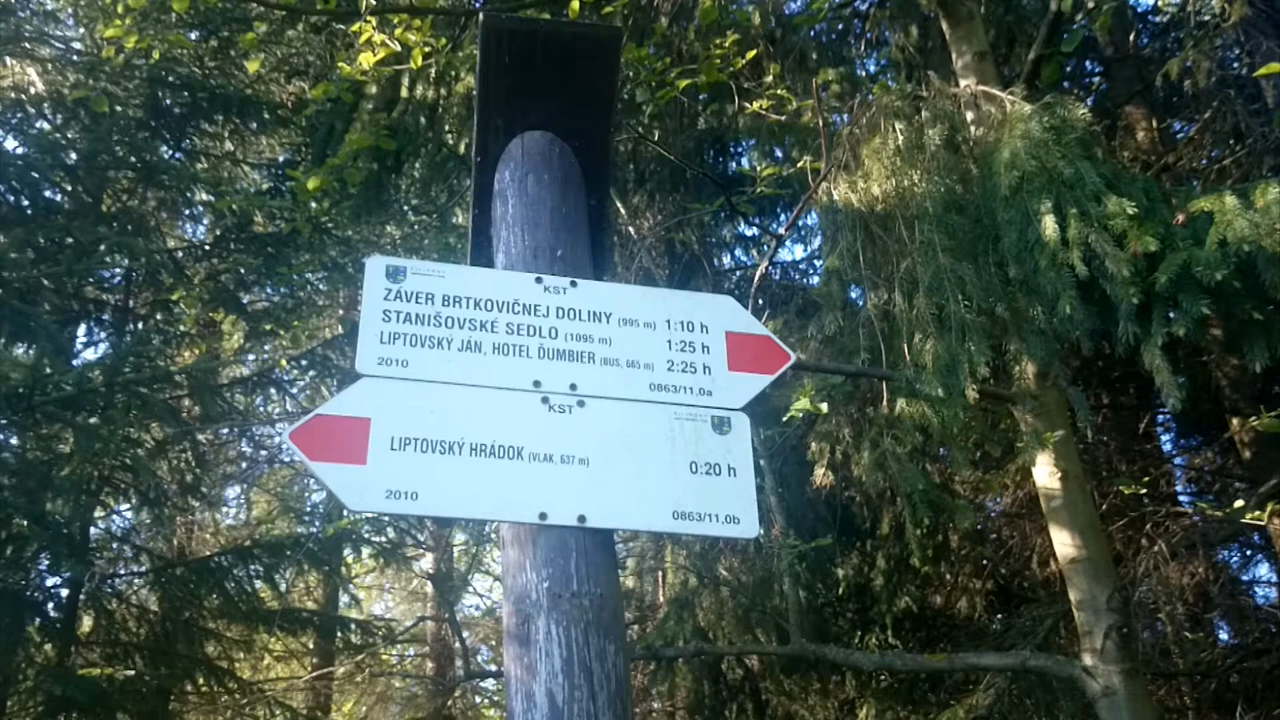 KST
ZÁVER BRTKOVIČNEJ DOLINY (995 m) 1:10 h
STANIŠOVSKÉ SEDLO (1095 m) 1:25 h
LIPTOVSKÝ JÁN, HOTEL ĎUMBIER (BUS, 665 m) 2:25 h
2010 0863/11,0a
KST
LIPTOVSKÝ HRÁDOK (VLAK, 637 m) 0:20 h
2010 0863/11,0b